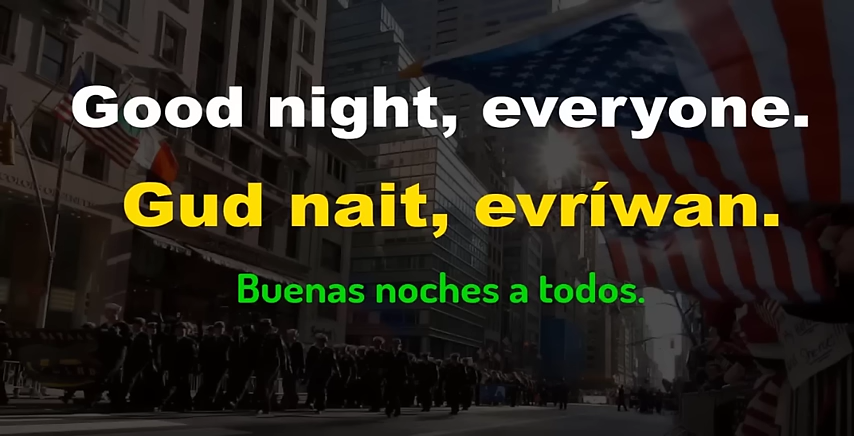 Good night, everyone.
Gud nait, evríwan.
Buenas noches a todos.